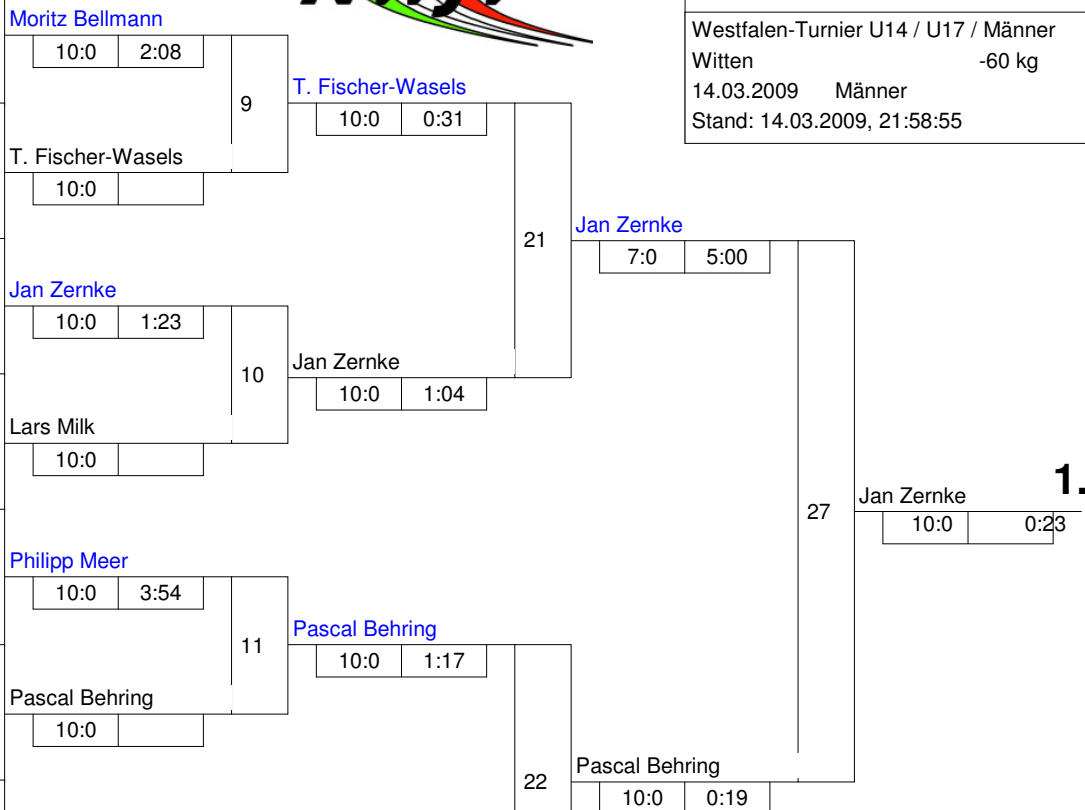 Moritz Bellmann
10:0 2:08
Westfalen-Turnier U14 / U17 / Männer
Witten -60 kg
14.03.2009 Männer
Stand: 14.03.2009, 21:58:55
9
T. Fischer-Wasels
10:0 0:31
T. Fischer-Wasels
10:0
21
Jan Zernke
7:0 5:00
Jan Zernke
10:0 1:23
10
Jan Zernke
10:0 1:04
Lars Milk
10:0
27
Jan Zernke 1.
10:0 0:23
Philipp Meer
10:0 3:54
11
Pascal Behring
10:0 1:17
Pascal Behring
10:0
22
Pascal Behring
10:0 0:19